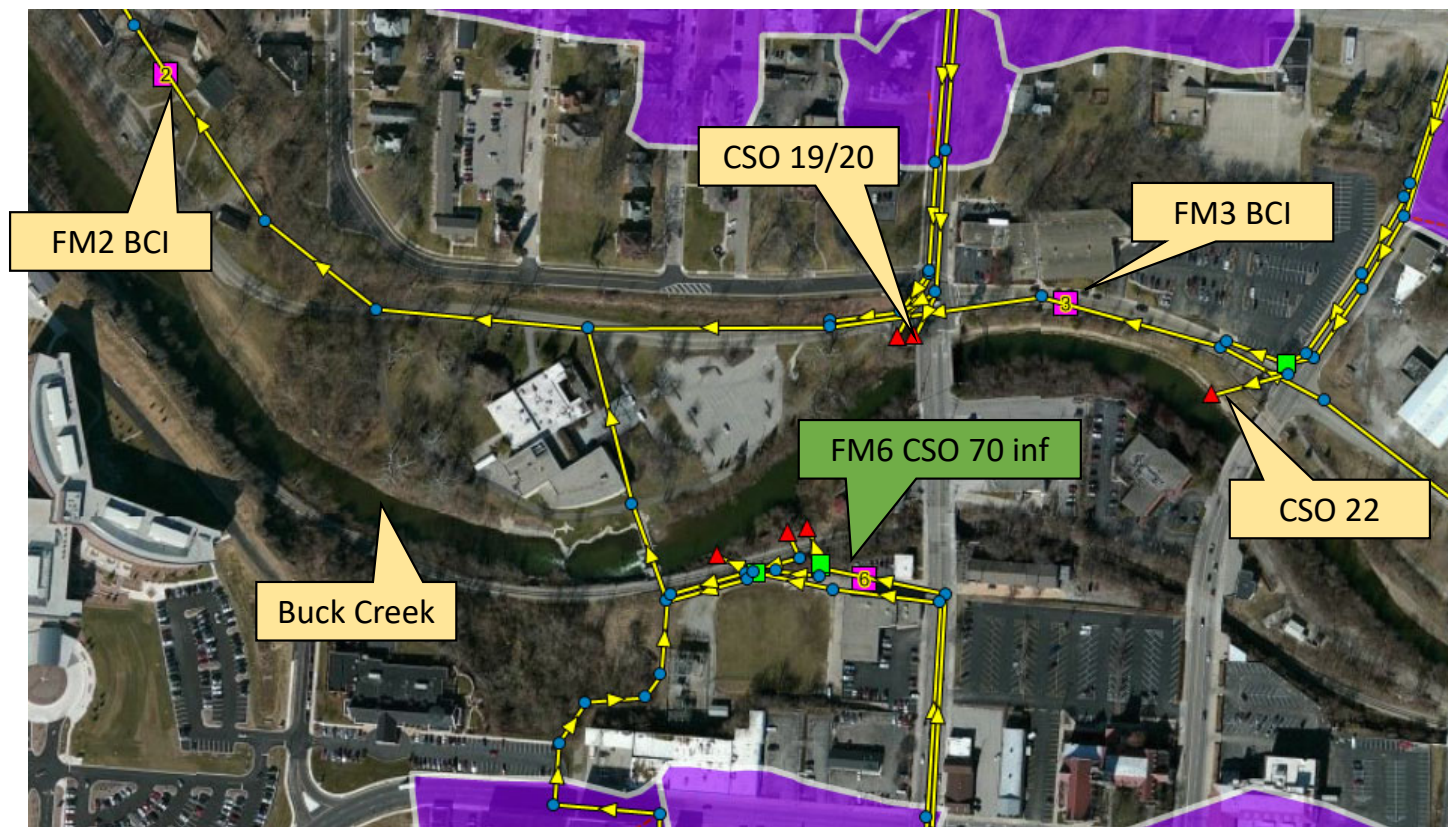 2
CSO 19/20
FM2 BCI
FM3 BCI
3
FM6 CSO 70 inf
CSO 22
6
Buck Creek